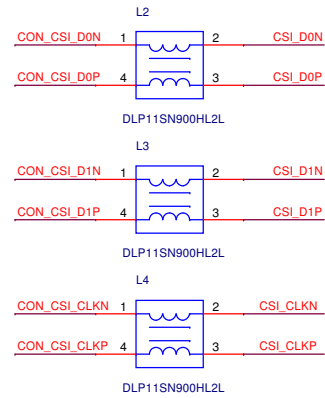 L2
CON_CSI_D0N 1 2 CSI_D0N
CON_CSI_D0P 4 3 CSI_D0P
DLP11SN900HL2L
L3
CON_CSI_D1N 1 2 CSI_D1N
CON_CSI_D1P 4 3 CSI_D1P
DLP11SN900HL2L
L4
CON_CSI_CLKN 1 2 CSI_CLKN
CON_CSI_CLKP 4 3 CSI_CLKP
DLP11SN900HL2L